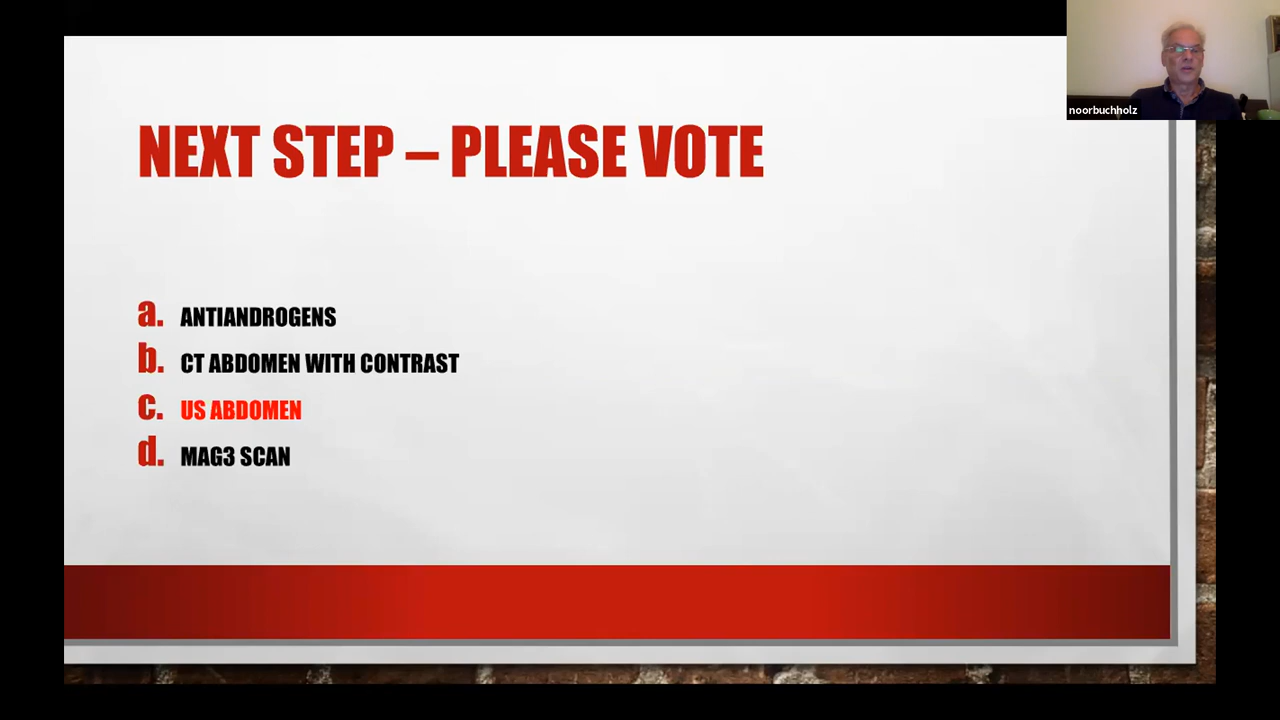 noorbuchholz
NEXT STEP – PLEASE VOTE
a. ANTIANDROGENS
b. CT ABDOMEN WITH CONTRAST
c. US ABDOMEN
d. MAG3 SCAN